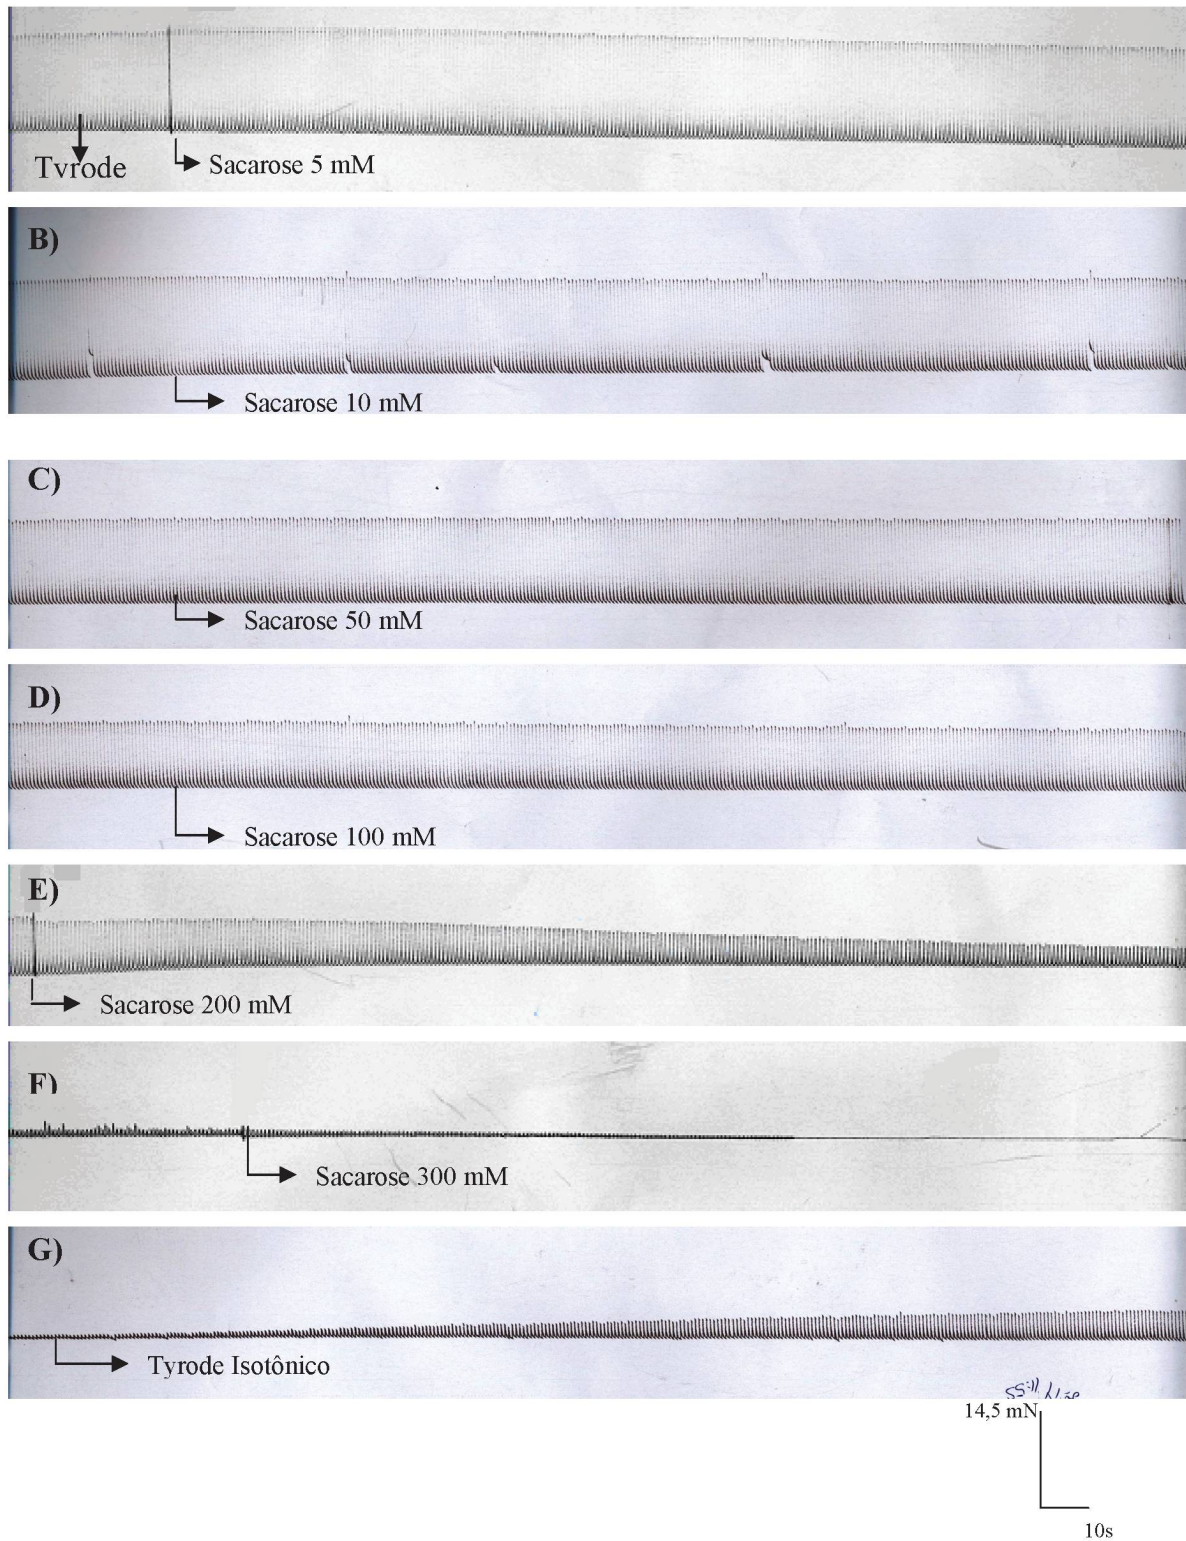 Tvrode
Sacarose 5 mM
B)
Sacarose 10 mM
C)
Sacarose 50 mM
D)
Sacarose 100 mM
E)
Sacarose 200 mM
F)
Sacarose 300 mM
G)
Tyrode Isotônico
14,5 mN
10s